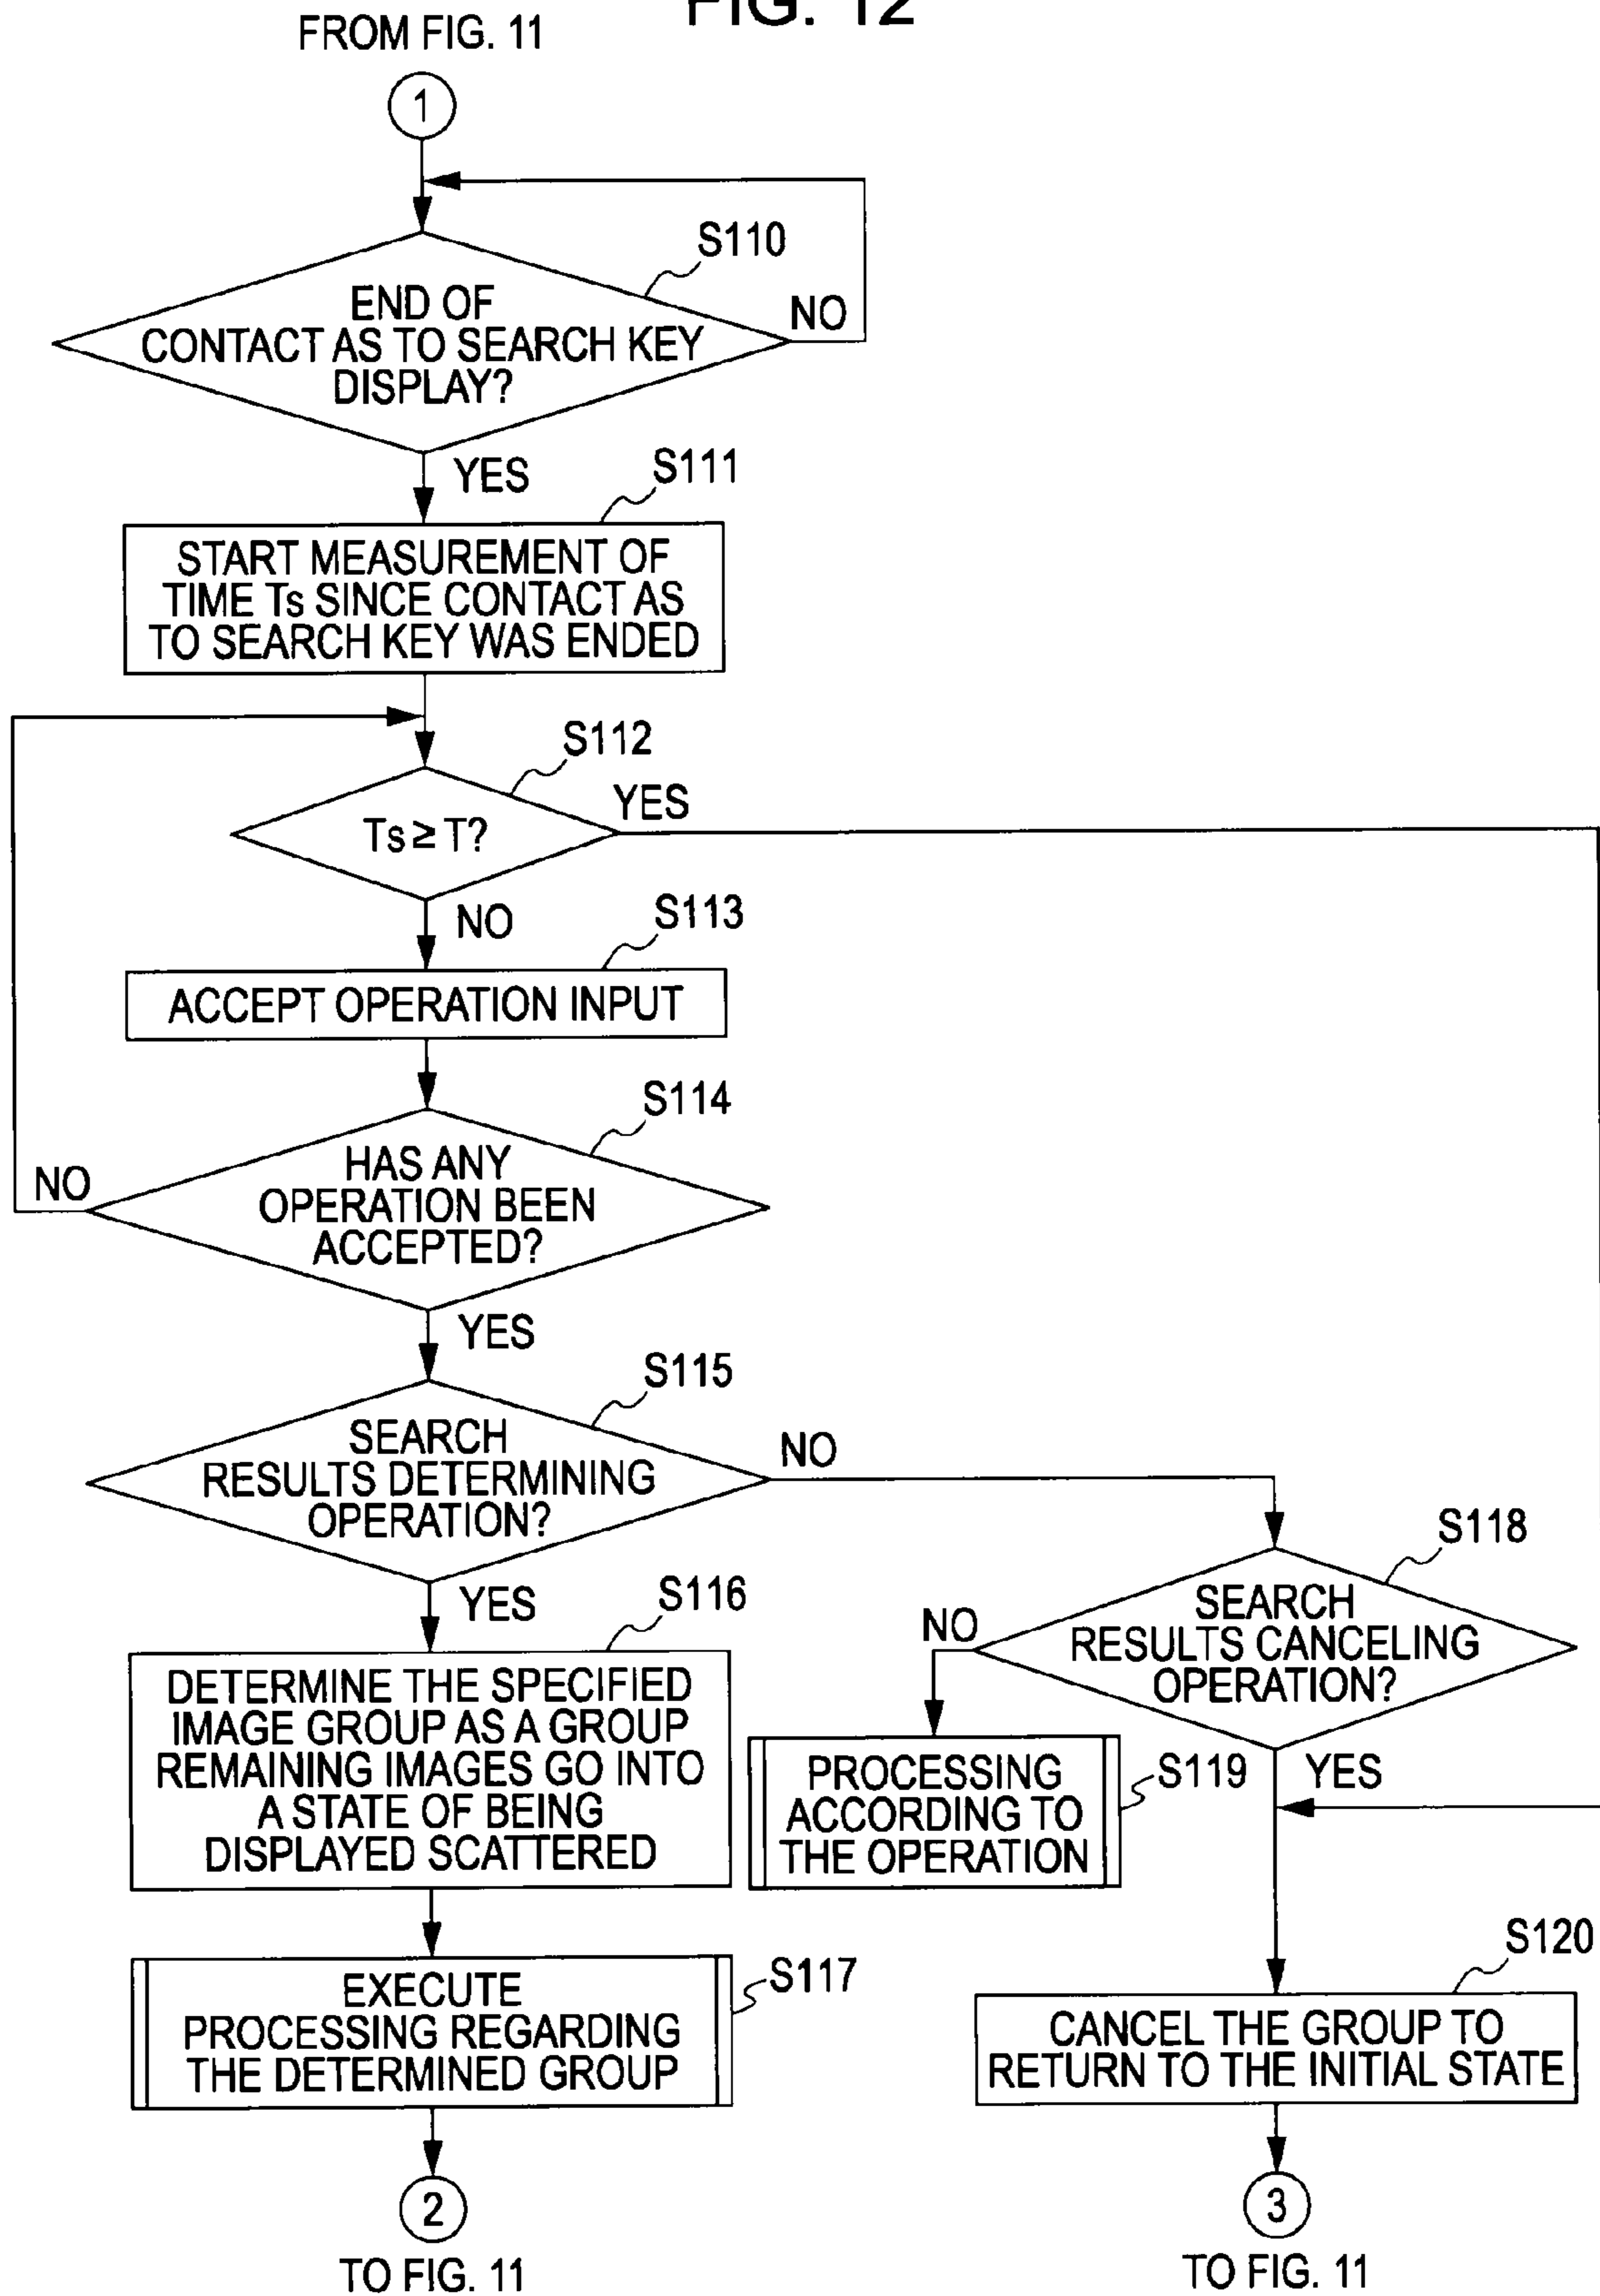 FIG. 12
FROM FIG. 11
1
S110
END OF
CONTACT AS TO SEARCH KEY
DISPLAY?
NO
YES
S111
START MEASUREMENT OF
TIME Ts SINCE CONTACT AS
TO SEARCH KEY WAS ENDED
S112
Ts ≥ T?
YES
NO
S113
ACCEPT OPERATION INPUT
S114
HAS ANY
OPERATION BEEN
ACCEPTED?
NO
YES
S115
SEARCH
RESULTS DETERMINING
OPERATION?
NO
YES
S116
DETERMINE THE SPECIFIED
IMAGE GROUP AS A GROUP
REMAINING IMAGES GO INTO
A STATE OF BEING
DISPLAYED SCATTERED
S117
EXECUTE
PROCESSING REGARDING
THE DETERMINED GROUP
2
TO FIG. 11
S118
SEARCH
RESULTS CANCELING
OPERATION?
NO
YES
S119
PROCESSING
ACCORDING TO
THE OPERATION
S120
CANCEL THE GROUP TO
RETURN TO THE INITIAL STATE
3
TO FIG. 11